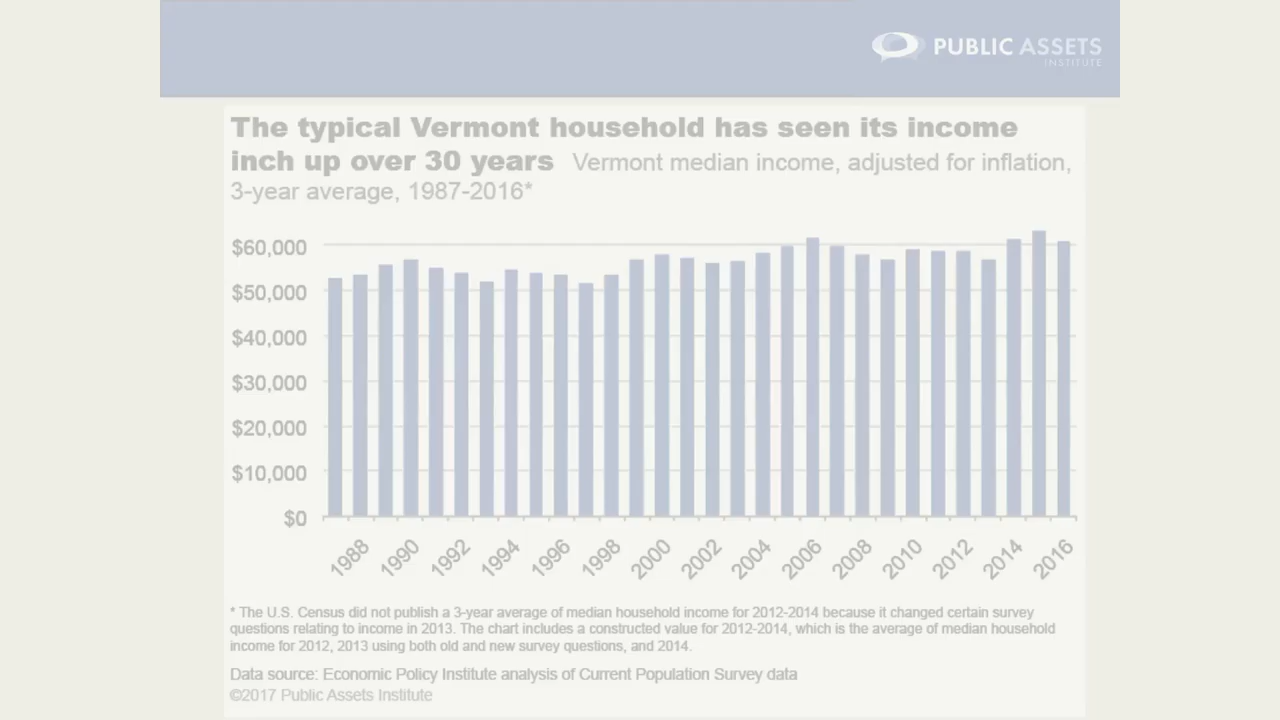 PUBLIC ASSETS
INSTITUTE
The typical Vermont household has seen its income
inch up over 30 years Vermont median income, adjusted for inflation,
3-year average, 1987-2016*
$60,000
$50,000
$40,000
$30,000
$20,000
$10,000
$0
1988 1990 1992 1994 1996 1998 2000 2002 2004 2006 2008 2010 2012 2014 2016
* The U.S. Census did not publish a 3-year average of median household income for 2012-2014 because it changed certain survey
questions relating to income in 2013. The chart includes a constructed value for 2012-2014, which is the average of median household
income for 2012, 2013 using both old and new survey questions, and 2014.
Data source: Economic Policy Institute analysis of Current Population Survey data
©2017 Public Assets Institute